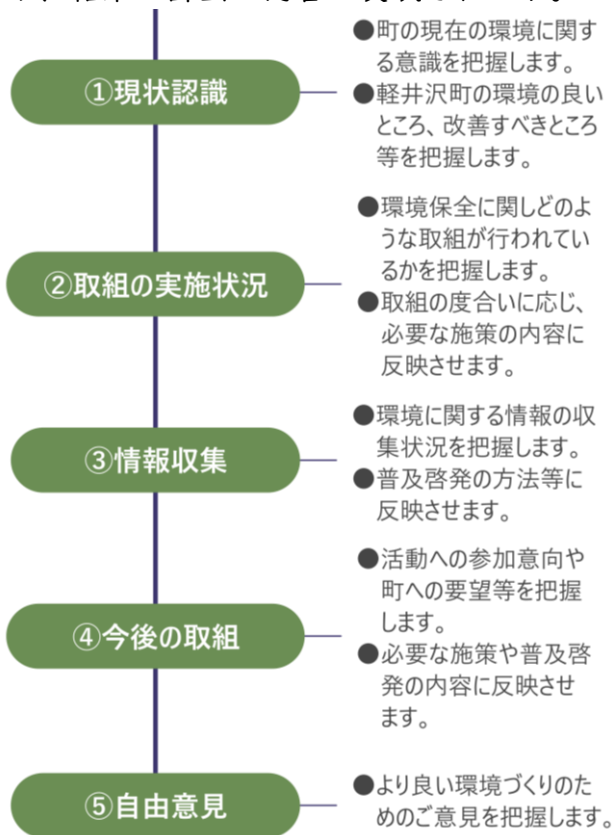 ①現状認識
●町の現在の環境に関す
る意識を把握します。
●軽井沢町の環境の良い
ところ、改善すべきところ
等を把握します。
②取組の実施状況
●環境保全に関しどのよ
うな取組が行われてい
るかを把握します。
●取組の度合いに応じ、
必要な施策の内容に
反映させます。
③情報収集
●環境に関する情報の収
集状況を把握します。
●普及啓発の方法等に
反映させます。
④今後の取組
●活動への参加意向や
町への要望等を把握
します。
●必要な施策や普及啓
発の内容に反映させ
ます。
⑤自由意見
●より良い環境づくりのた
めのご意見を把握します。